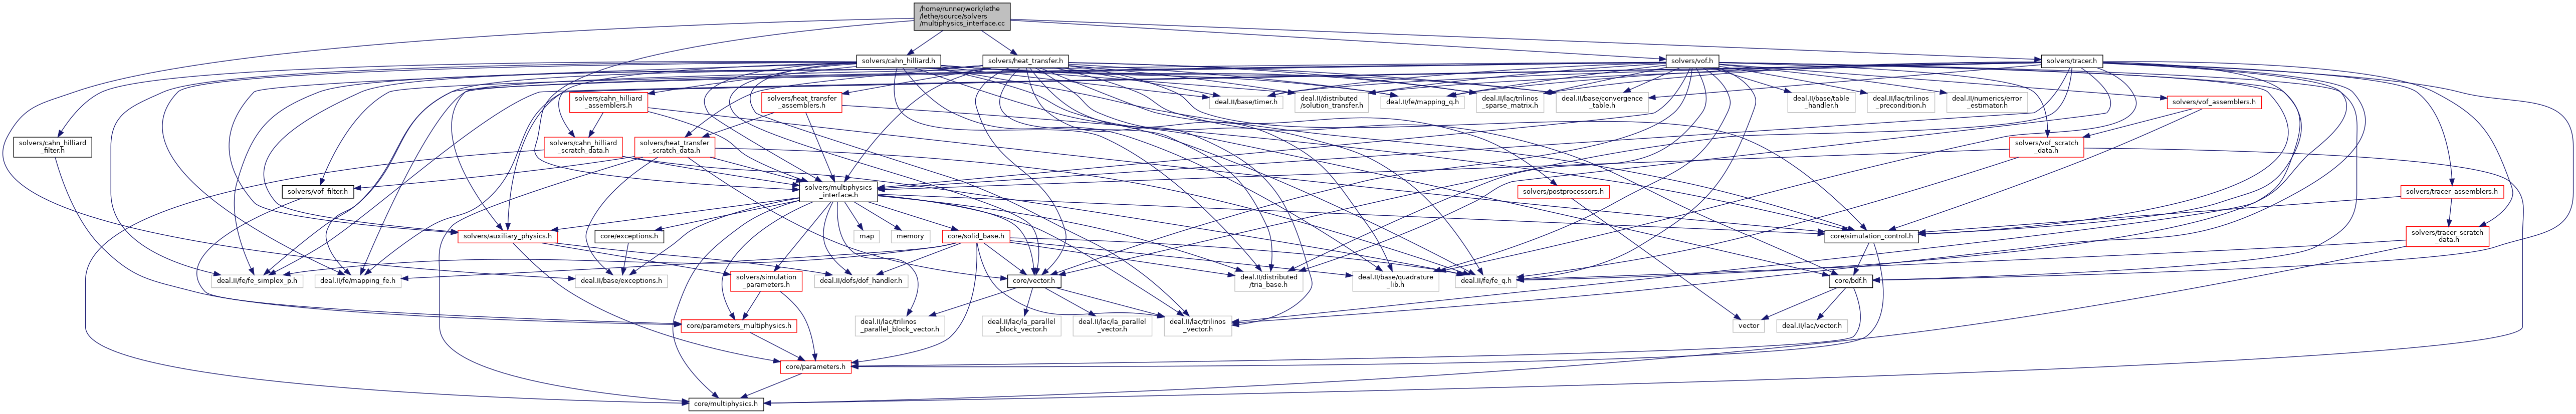 /home/runner/work/lethe
/lethe/source/solvers
/multiphysics_interface.cc
solvers/cahn_hilliard.h
solvers/heat_transfer.h
solvers/vof.h
solvers/tracer.h
solvers/cahn_hilliard
_assemblers.h
solvers/heat_transfer
_assemblers.h
deal.II/base/timer.h
deal.II/distributed
/solution_transfer.h
deal.II/fe/mapping_q.h
deal.II/lac/trilinos
_sparse_matrix.h
deal.II/base/convergence
_table.h
deal.II/base/table
_handler.h
deal.II/lac/trilinos
_precondition.h
deal.II/numerics/error
_estimator.h
solvers/vof_assemblers.h
solvers/cahn_hilliard
_filter.h
solvers/cahn_hilliard
_scratch_data.h
solvers/heat_transfer
_scratch_data.h
solvers/vof_scratch
_data.h
solvers/vof_filter.h
solvers/multiphysics
_interface.h
solvers/postprocessors.h
solvers/tracer_assemblers.h
solvers/auxiliary_physics.h
core/exceptions.h
map
memory
core/solid_base.h
core/simulation_control.h
solvers/tracer_scratch
_data.h
deal.II/fe/fe_simplex_p.h
deal.II/fe/mapping_fe.h
deal.II/base/exceptions.h
solvers/simulation
_parameters.h
deal.II/dofs/dof_handler.h
core/vector.h
deal.II/distributed
/tria_base.h
deal.II/base/quadrature
_lib.h
deal.II/fe/fe_q.h
core/bdf.h
core/parameters_multiphysics.h
deal.II/lac/trilinos
_parallel_block_vector.h
deal.II/lac/la_parallel
_block_vector.h
deal.II/lac/la_parallel
_vector.h
deal.II/lac/trilinos
_vector.h
vector
deal.II/lac/vector.h
core/parameters.h
core/multiphysics.h